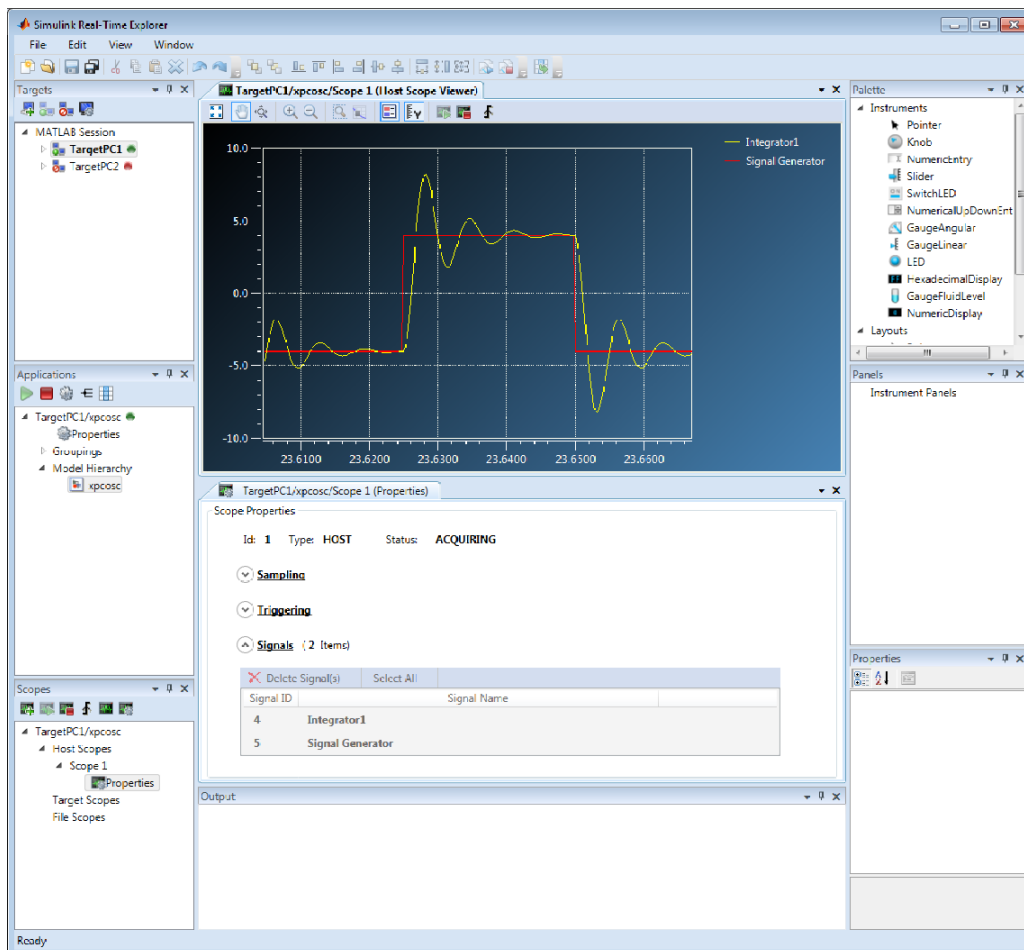 Simulink Real-Time Explorer
File Edit View Window
Targets
MATLAB Session
TargetPC1
TargetPC2
Applications
TargetPC1/xpcosc
Properties
Groupings
Model Hierarchy
xpcosc
Scopes
TargetPC1/xpcosc
Host Scopes
Scope 1
Properties
Target Scopes
File Scopes
TargetPC1/xpcosc/Scope 1 (Host Scope Viewer)
Integrator1
Signal Generator
10.0
5.0
0.0
-5.0
-10.0
23.6100 23.6200 23.6300 23.6400 23.6500 23.6600
TargetPC1/xpcosc/Scope 1 (Properties)
Scope Properties
Id: 1 Type: HOST Status: ACQUIRING
Sampling
Triggering
Signals ( 2 Items)
Delete Signal(s) Select All
Signal ID Signal Name
4 Integrator1
5 Signal Generator
Output
Palette
Instruments
Pointer
Knob
NumericEntry
Slider
SwitchLED
NumericalUpDownEnt
GaugeAngular
GaugeLinear
LED
HexadecimalDisplay
GaugeFluidLevel
NumericDisplay
Layouts
Panels
Instrument Panels
Properties
Ready